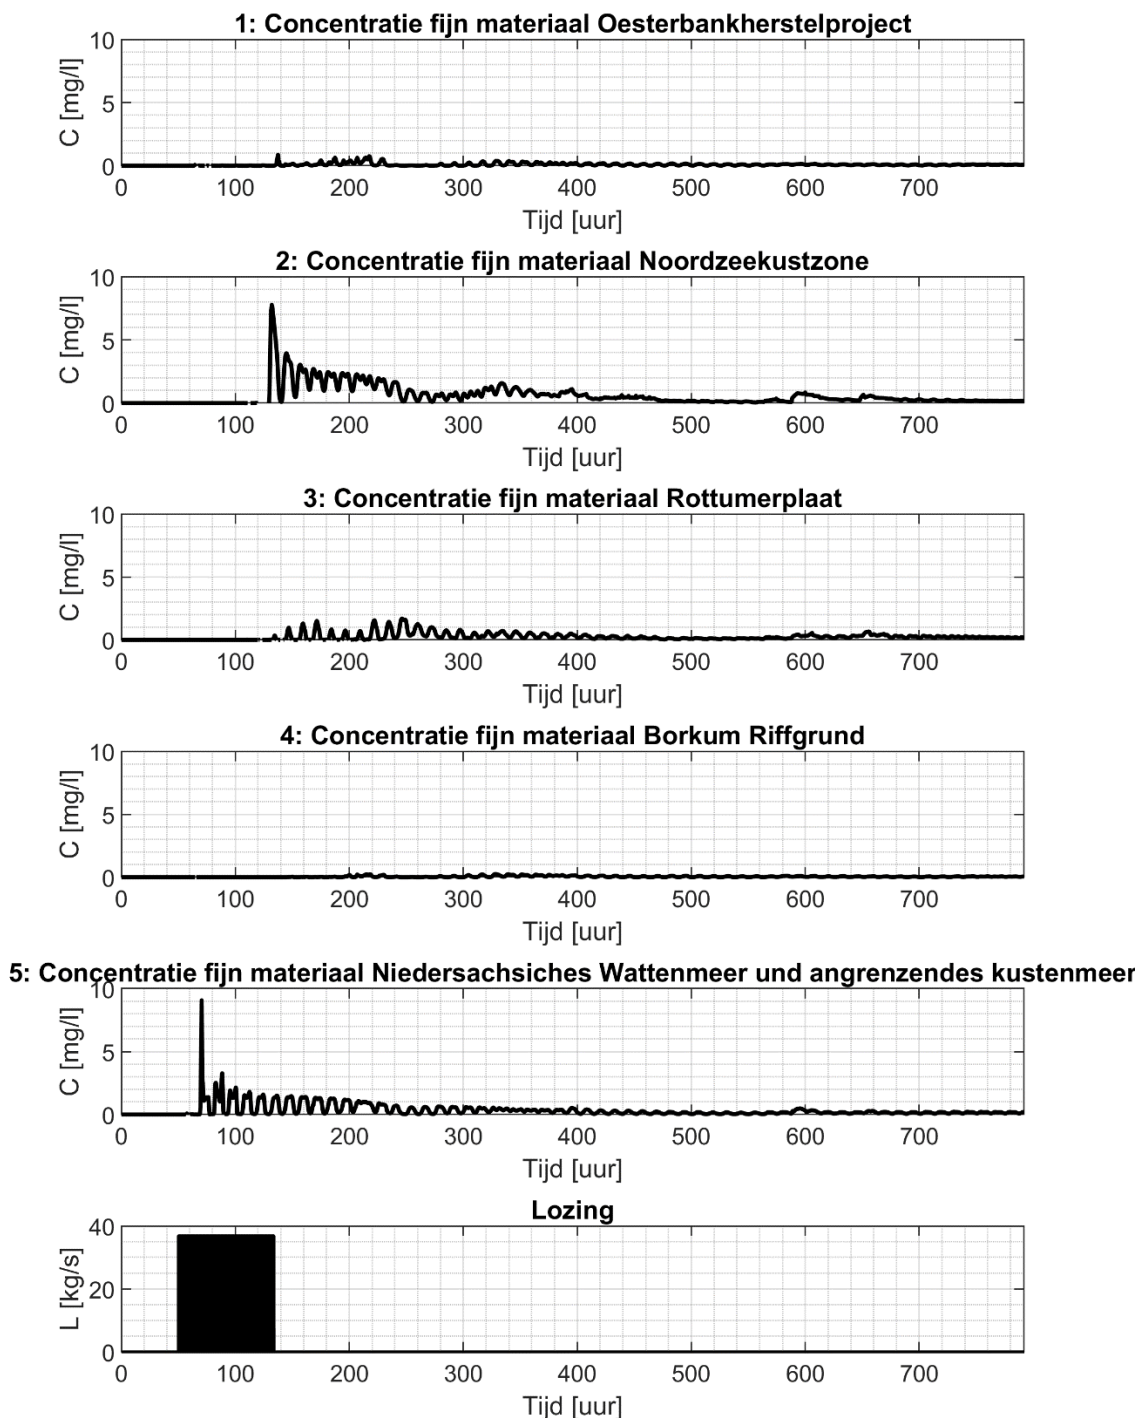 1: Concentratie fijn materiaal Oesterbankherstelproject
10
5
0
C [mg/l]
0 100 200 300 400 500 600 700
Tijd [uur]
2: Concentratie fijn materiaal Noordzeekustzone
10
5
0
C [mg/l]
0 100 200 300 400 500 600 700
Tijd [uur]
3: Concentratie fijn materiaal Rottumerplaat
10
5
0
C [mg/l]
0 100 200 300 400 500 600 700
Tijd [uur]
4: Concentratie fijn materiaal Borkum Riffgrund
10
5
0
C [mg/l]
0 100 200 300 400 500 600 700
Tijd [uur]
5: Concentratie fijn materiaal Niedersachsiches Wattenmeer und angrenzendes kustenmeer
10
5
0
C [mg/l]
0 100 200 300 400 500 600 700
Tijd [uur]
Lozing
40
20
0
L [kg/s]
0 100 200 300 400 500 600 700
Tijd [uur]